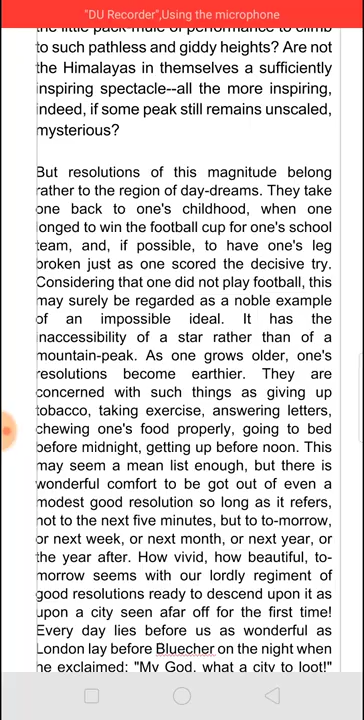 "DU Recorder",Using the microphone
the little pack-mule of performance to climb
to such pathless and giddy heights? Are not
the Himalayas in themselves a sufficiently
inspiring spectacle--all the more inspiring,
indeed, if some peak still remains unscaled,
mysterious?
But resolutions of this magnitude belong
rather to the region of day-dreams. They take
one back to one's childhood, when one
longed to win the football cup for one's school
team, and, if possible, to have one's leg
broken just as one scored the decisive try.
Considering that one did not play football, this
may surely be regarded as a noble example
of an impossible ideal. It has the
inaccessibility of a star rather than of a
mountain-peak. As one grows older, one's
resolutions become earthier. They are
concerned with such things as giving up
tobacco, taking exercise, answering letters,
chewing one's food properly, going to bed
before midnight, getting up before noon. This
may seem a mean list enough, but there is
wonderful comfort to be got out of even a
modest good resolution so long as it refers,
not to the next five minutes, but to to-morrow,
or next week, or next month, or next year, or
the year after. How vivid, how beautiful, to-
morrow seems with our lordly regiment of
good resolutions ready to descend upon it as
upon a city seen afar off for the first time!
Every day lies before us as wonderful as
London lay before Bluecher on the night when
he exclaimed: "My God, what a city to loot!"